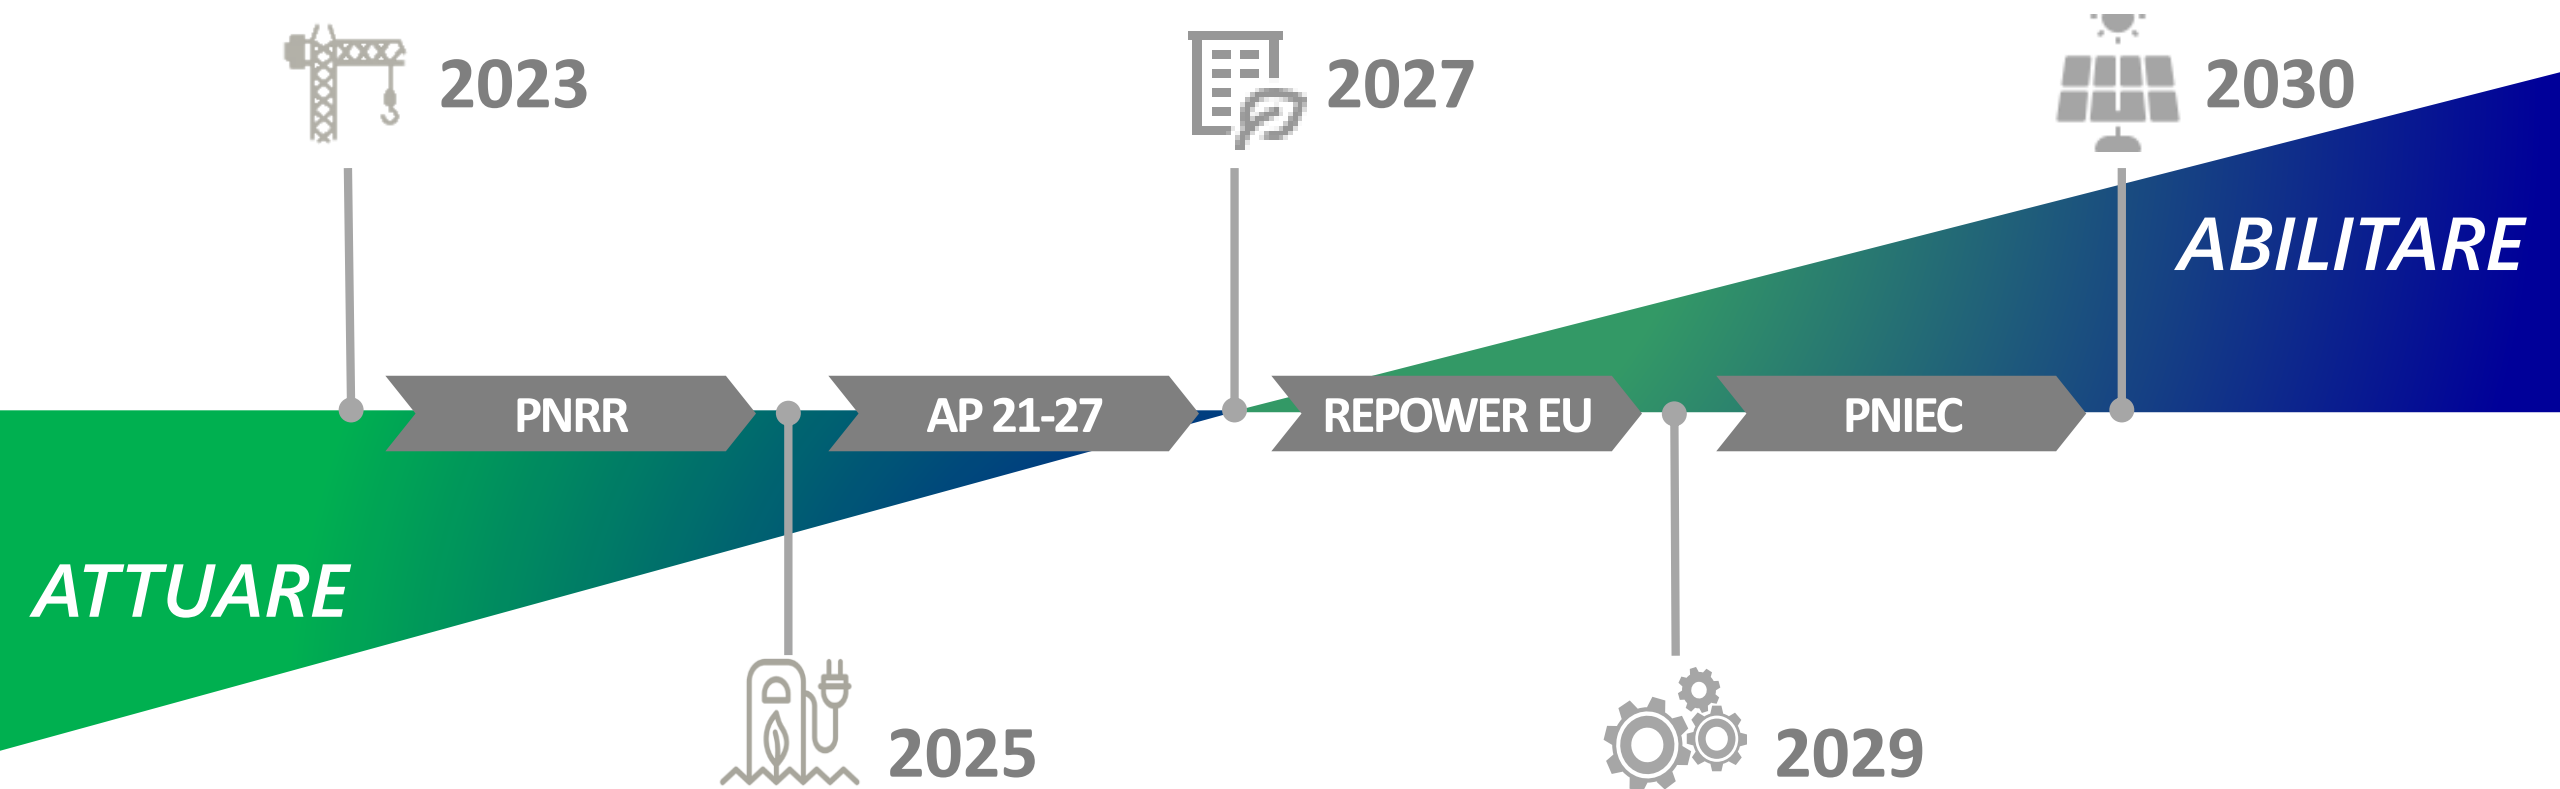 2023
2027
2030
ABILITARE
PNRR
AP 21-27
REPOWER EU
PNIEC
ATTUARE
2025
2029